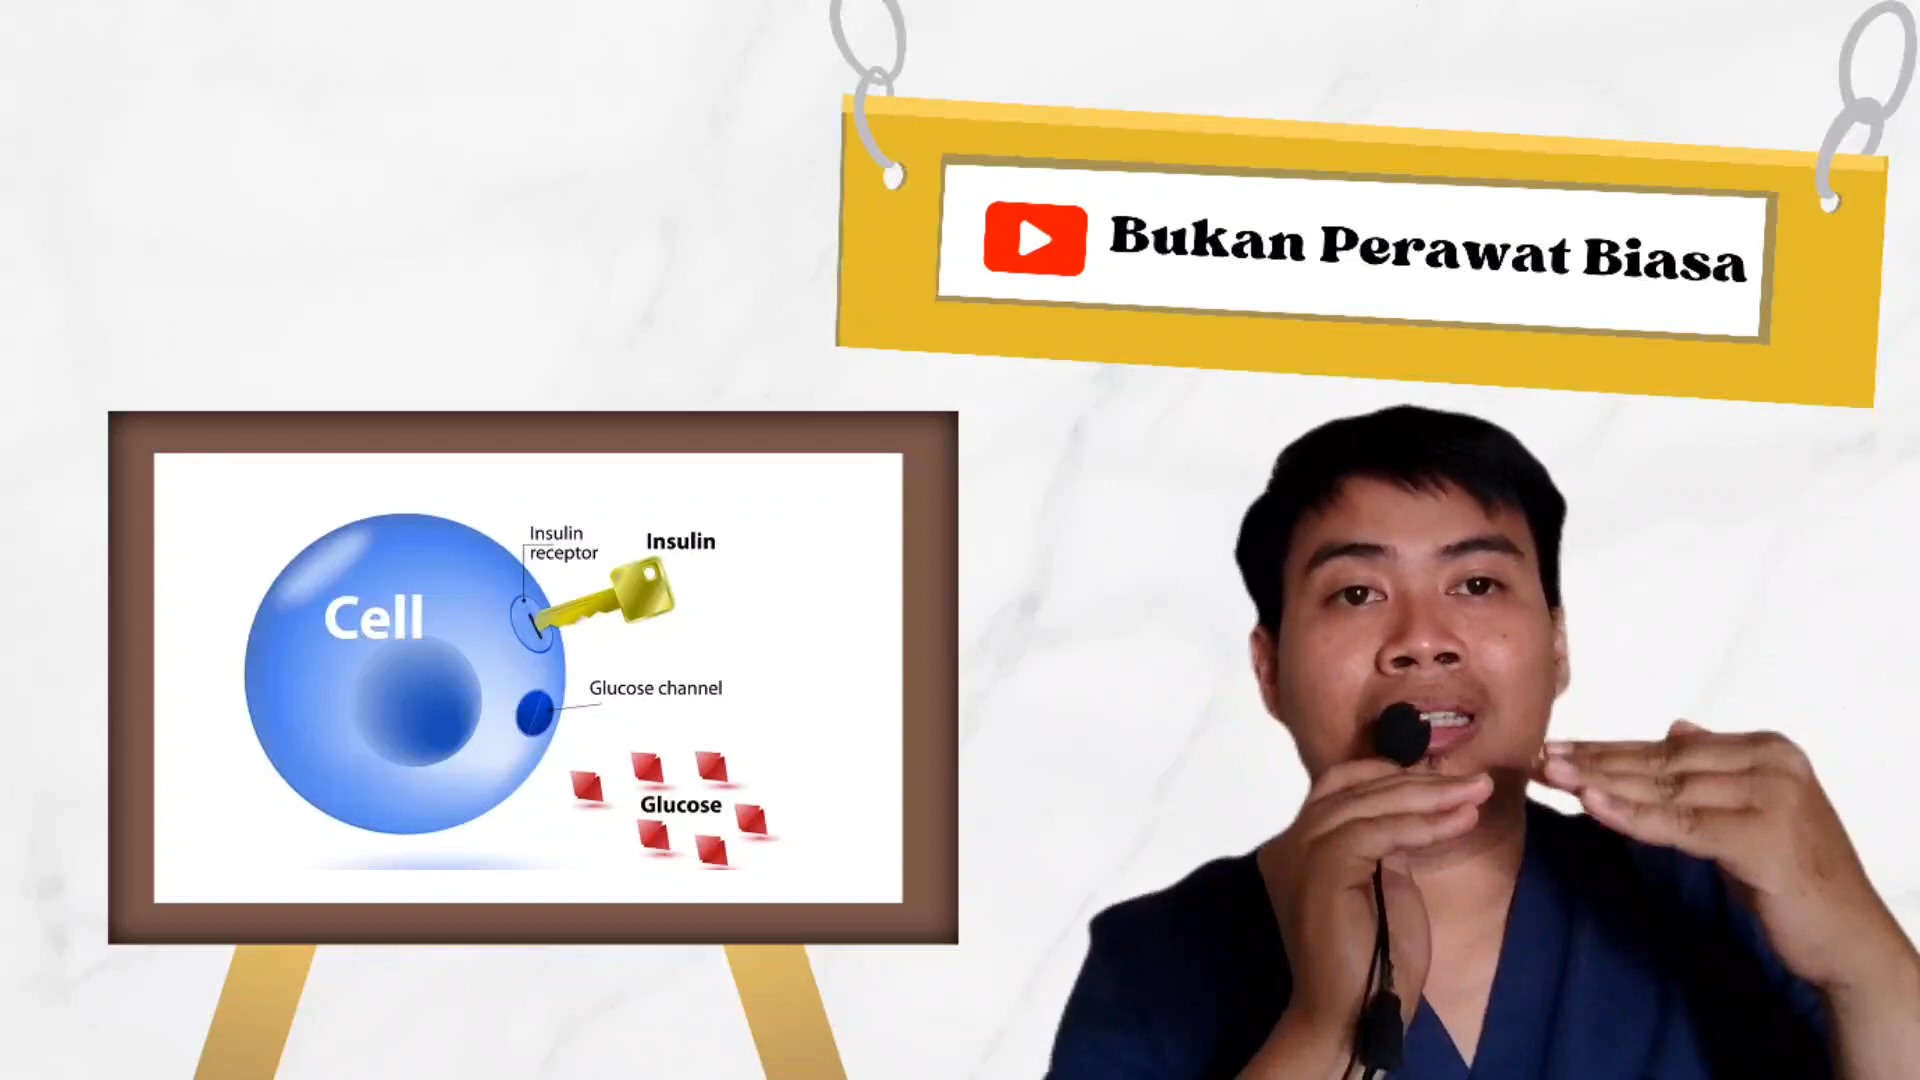 Bukan Perawat Biasa
Insulin
receptor
Insulin
Cell
Glucose channel
Glucose